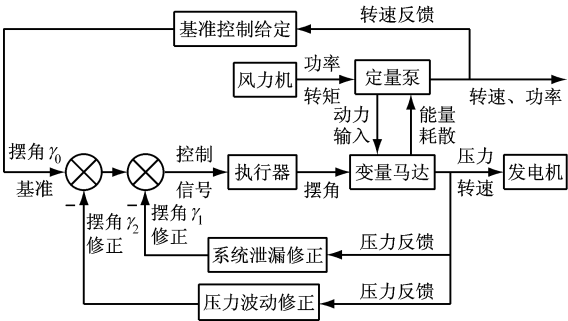 转速反馈
基准控制给定
风力机
功率
转矩
定量泵
转速、功率
动力
输入
能量
耗散
摆角γ₀
基准
控制
信号
执行器
摆角
变量马达
压力
转速
发电机
摆角γ₂
修正
摆角γ₁
修正
系统泄漏修正
压力反馈
压力波动修正
压力反馈